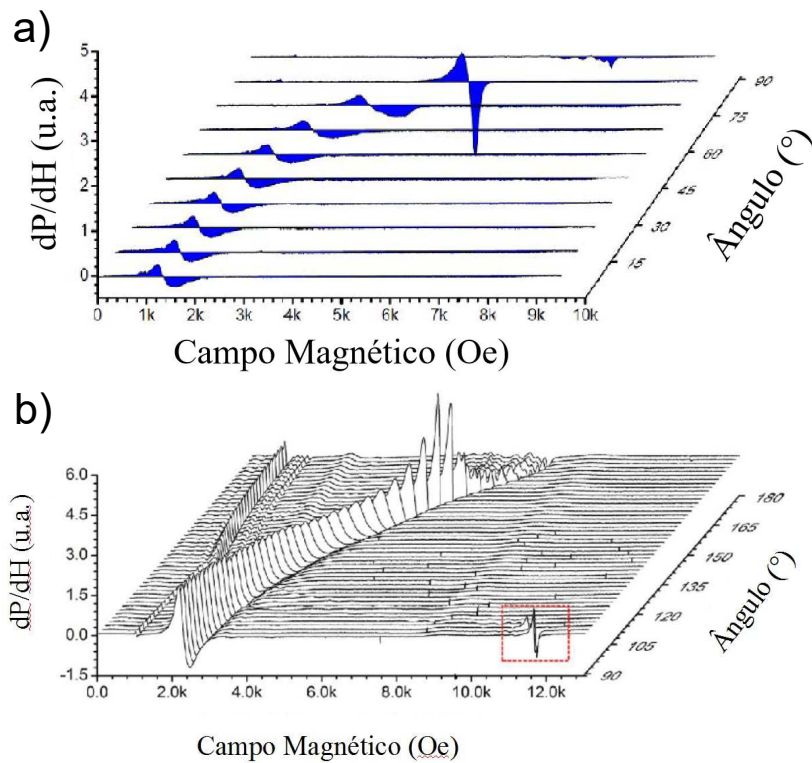 a)
5
4
3
2
1
0
dP/dH (u.a.)
0 1k 2k 3k 4k 5k 6k 7k 8k 9k 10k
Campo Magnético (Oe)
90
75
60
45
30
15
Ângulo (°)
b)
6.0
4.5
3.0
1.5
0.0
-1.5
dP/dH (u.a.)
0.0 2.0k 4.0k 6.0k 8.0k 10.0k 12.0k
Campo Magnético (Oe)
180
165
150
135
120
105
90
Ângulo (°)